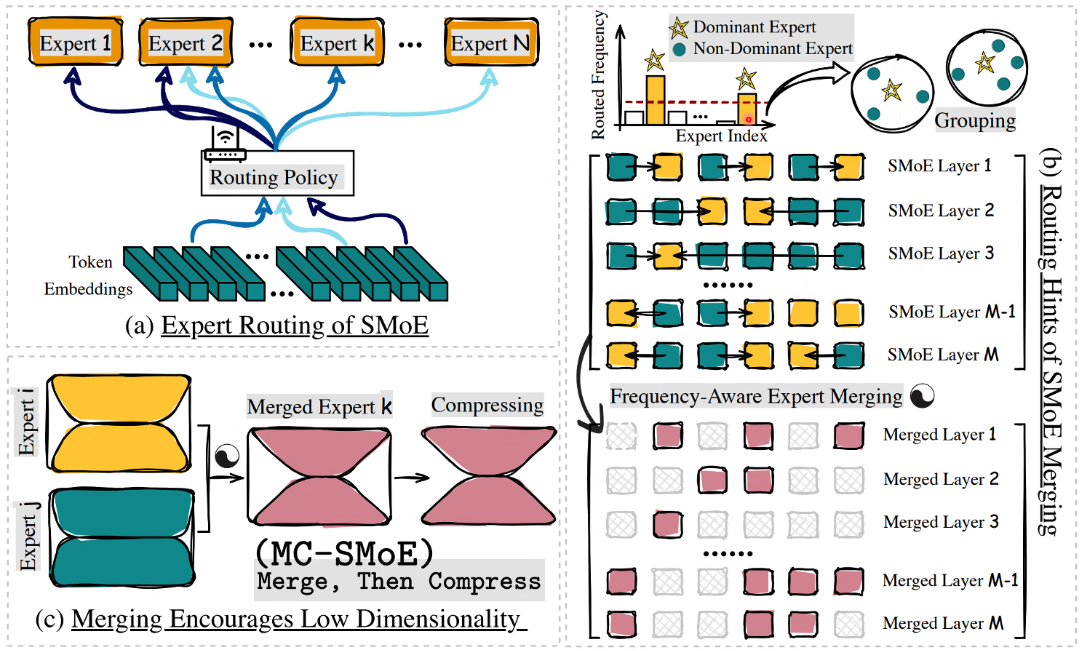 Expert 1
Expert 2
...
Expert k
...
Expert N
Routing Policy
Token
Embeddings
...
...
(a) Expert Routing of SMoE
Routed Frequency
Dominant Expert
Non-Dominant Expert
...
Expert Index
Grouping
SMoE Layer 1
SMoE Layer 2
SMoE Layer 3
......
SMoE Layer M-1
SMoE Layer M
Frequency-Aware Expert Merging
Merged Layer 1
Merged Layer 2
Merged Layer 3
......
Merged Layer M-1
Merged Layer M
(b) Routing Hints of SMoE Merging
Expert i
Expert j
Merged Expert k
Compressing
(MC-SMoE)
Merge, Then Compress
(c) Merging Encourages Low Dimensionality